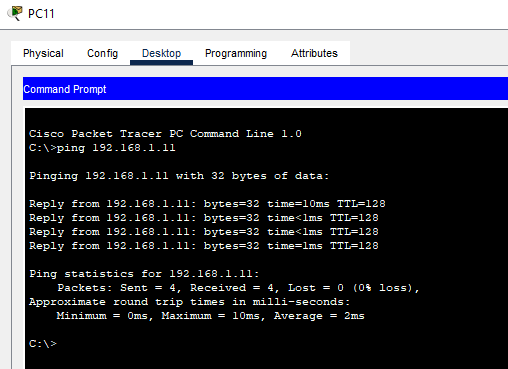 PC11
Physical Config Desktop Programming Attributes
Command Prompt
Cisco Packet Tracer PC Command Line 1.0
C:\>ping 192.168.1.11
Pinging 192.168.1.11 with 32 bytes of data:
Reply from 192.168.1.11: bytes=32 time=10ms TTL=128
Reply from 192.168.1.11: bytes=32 time<1ms TTL=128
Reply from 192.168.1.11: bytes=32 time<1ms TTL=128
Reply from 192.168.1.11: bytes=32 time=1ms TTL=128
Ping statistics for 192.168.1.11:
Packets: Sent = 4, Received = 4, Lost = 0 (0% loss),
Approximate round trip times in milli-seconds:
Minimum = 0ms, Maximum = 10ms, Average = 2ms
C:\>